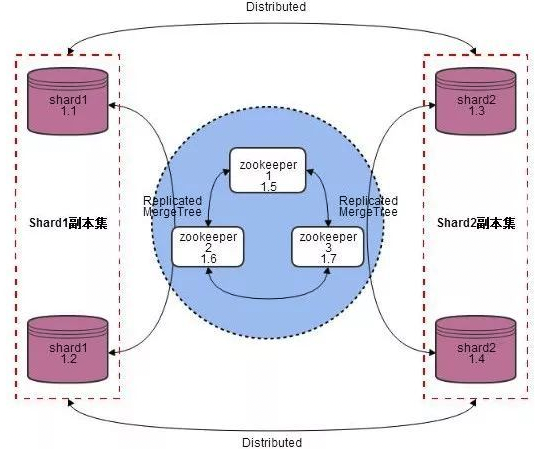 Distributed
shard1
1.1
shard2
1.3
zookeeper
1
1.5
Replicated
MergeTree
Replicated
MergeTree
Shard1副本集
Shard2副本集
zookeeper
2
1.6
zookeeper
3
1.7
shard1
1.2
shard2
1.4
Distributed